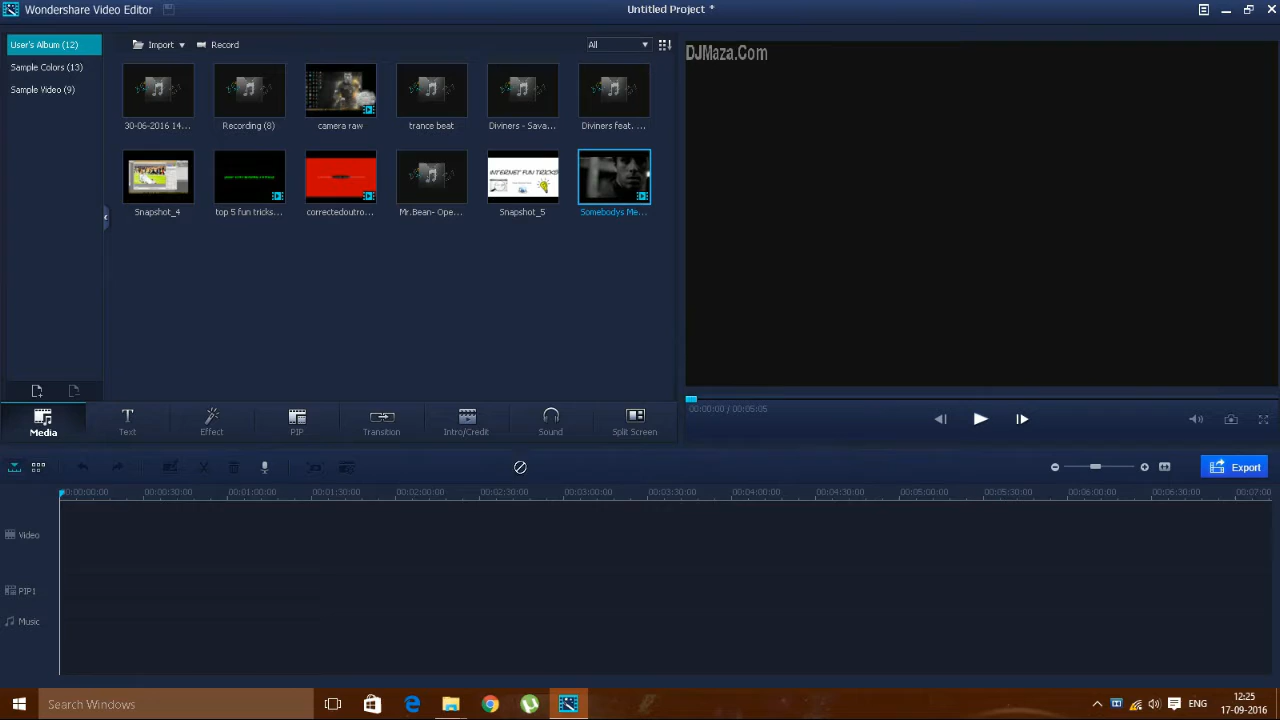 Wondershare Video Editor
Untitled Project *
User's Album (12)
Sample Colors (13)
Sample Video (9)
Import
Record
All
30-06-2016 14...
Recording (8)
camera raw
trance beat
Diviners - Sava...
Diviners feat. ...
INTERNET FUN TRICKS
Snapshot_4
top 5 fun tricks...
correctedoutro...
Mr.Bean- Ope...
Snapshot_5
Somebodys Me...
DJMaza.Com
00:00:00 / 00:05:05
Media
Text
Effect
PIP
Transition
Intro/Credit
Sound
Split Screen
Export
00:00:00:00
00:00:30:00
00:01:00:00
00:01:30:00
00:02:00:00
00:02:30:00
00:03:00:00
00:03:30:00
00:04:00:00
00:04:30:00
00:05:00:00
00:05:30:00
00:06:00:00
00:06:30:00
00:07:00
Video
PIP1
Music
Search Windows
ENG
12:25
17-09-2016